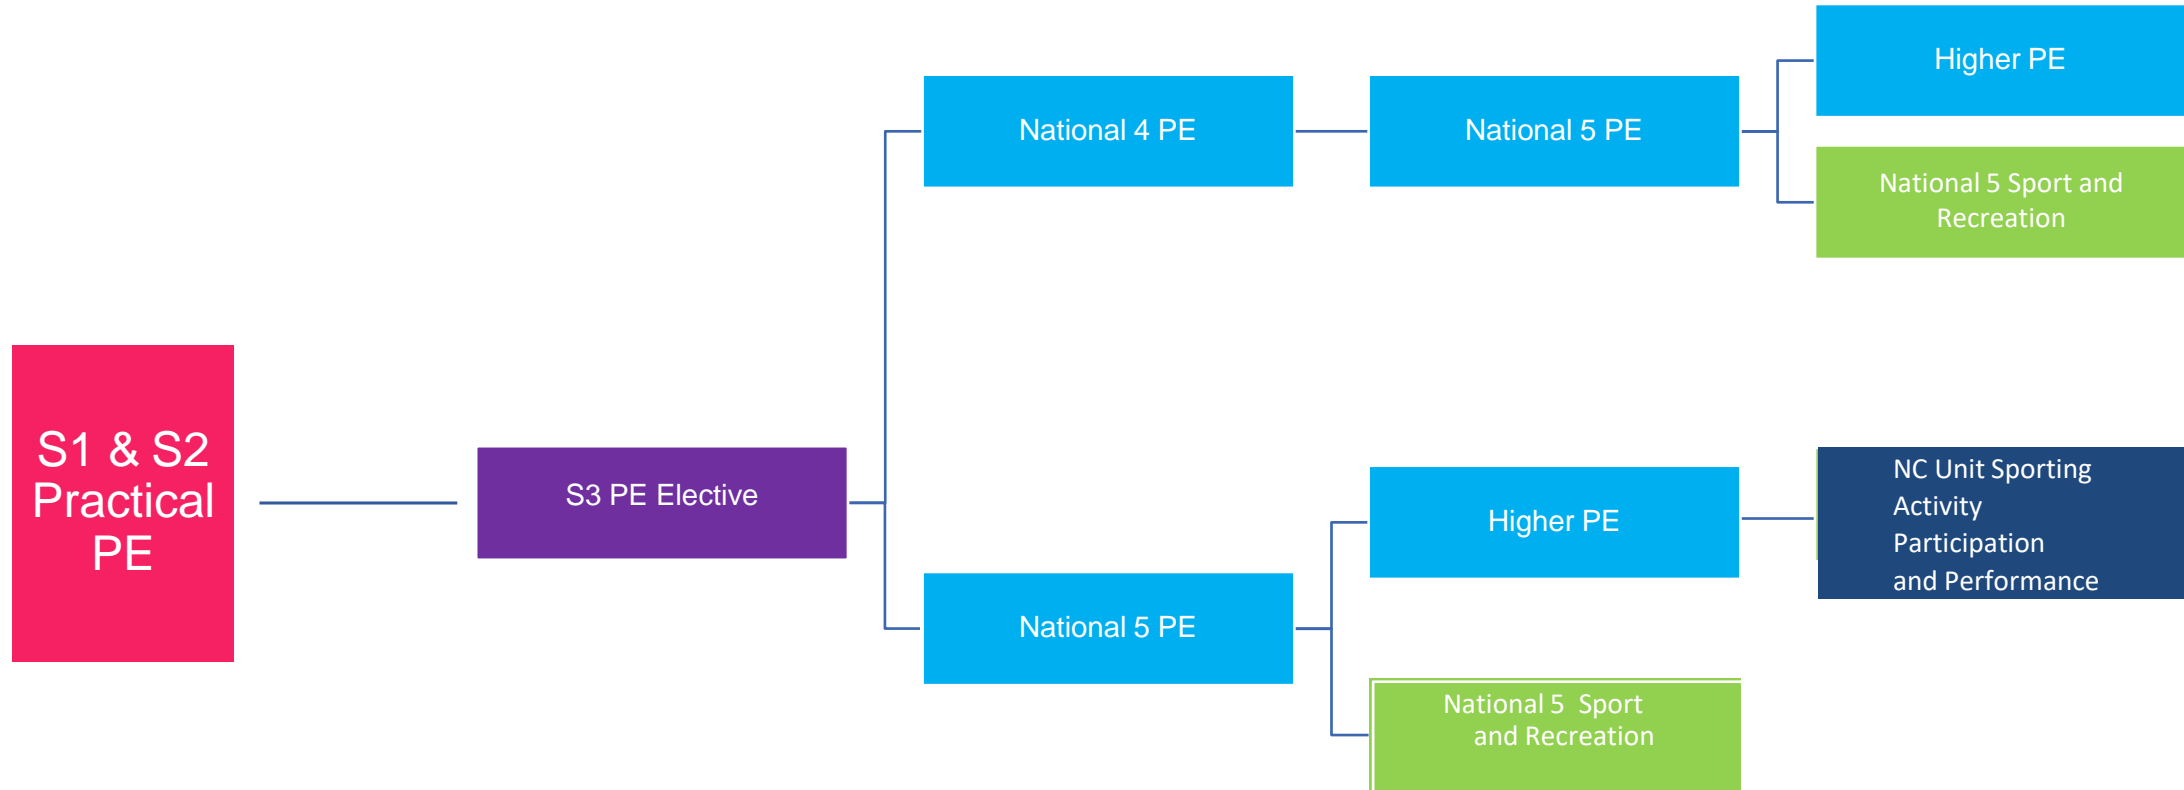 S1 & S2
Practical
PE
S3 PE Elective
National 4 PE
National 5 PE
Higher PE
National 5 Sport and
Recreation
National 5 PE
Higher PE
NC Unit Sporting
Activity
Participation
and Performance
National 5 Sport
and Recreation